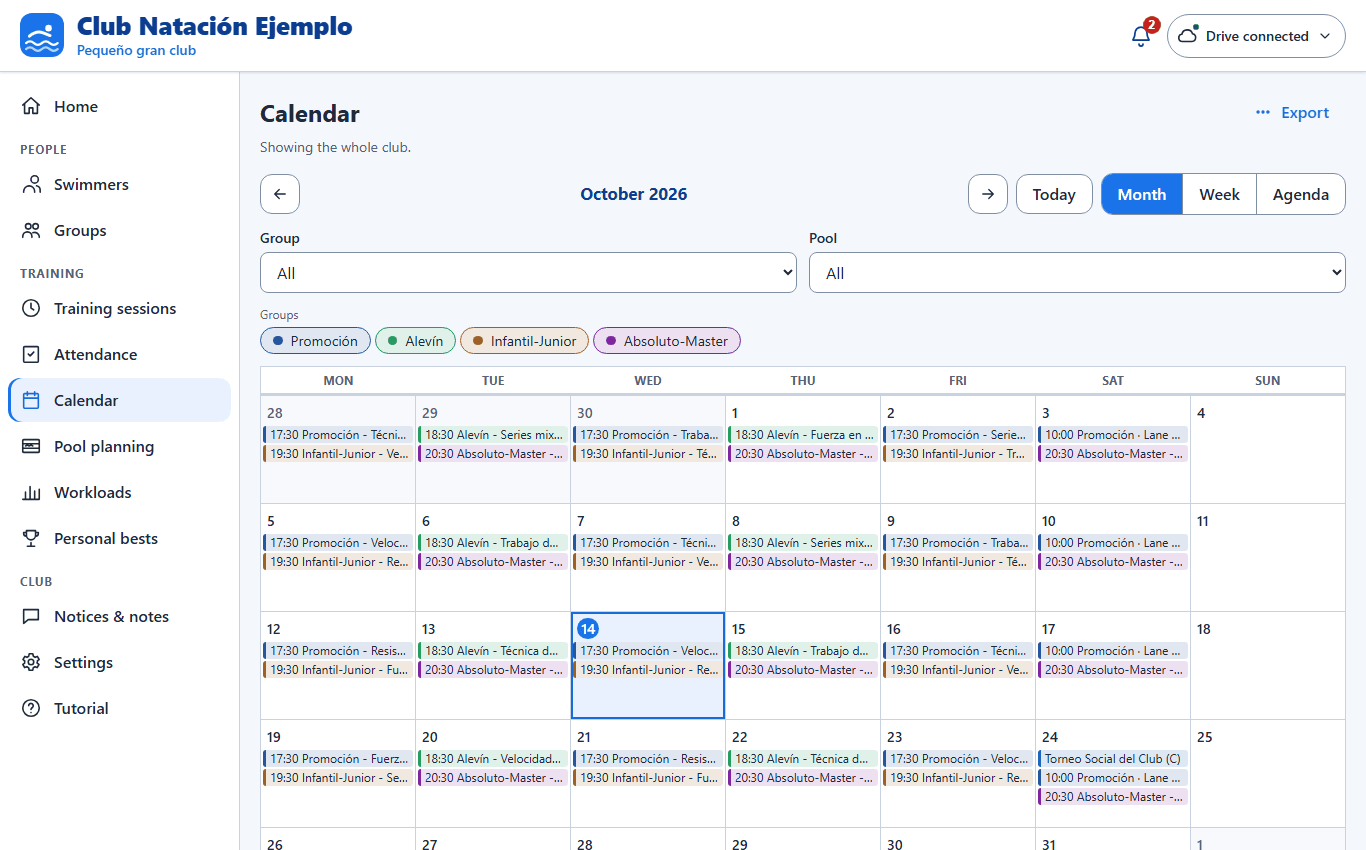 Club Natación Ejemplo
Pequeño gran club
2
Drive connected
Home
PEOPLE
Swimmers
Groups
TRAINING
Training sessions
Attendance
Calendar
Pool planning
Workloads
Personal bests
CLUB
Notices & notes
Settings
Tutorial
Calendar
Export
Showing the whole club.
October 2026
Today Month Week Agenda
Group Pool
All All
Groups
Promoción Alevín Infantil-Junior Absoluto-Master
MON TUE WED THU FRI SAT SUN
28 29 30 1 2 3 4
17:30 Promoción - Técni... 18:30 Alevín - Series mix... 17:30 Promoción - Traba... 18:30 Alevín - Fuerza en ... 17:30 Promoción - Serie... 10:00 Promoción · Lane ...
19:30 Infantil-Junior - Ve... 20:30 Absoluto-Master -... 19:30 Infantil-Junior - Té... 20:30 Absoluto-Master -... 19:30 Infantil-Junior - Tr... 20:30 Absoluto-Master -...
5 6 7 8 9 10 11
17:30 Promoción - Veloc... 18:30 Alevín - Trabajo d... 17:30 Promoción - Técni... 18:30 Alevín - Series mix... 17:30 Promoción - Traba... 10:00 Promoción · Lane ...
19:30 Infantil-Junior - Re... 20:30 Absoluto-Master -... 19:30 Infantil-Junior - Ve... 20:30 Absoluto-Master -... 19:30 Infantil-Junior - Té... 20:30 Absoluto-Master -...
12 13 14 15 16 17 18
17:30 Promoción - Resis... 18:30 Alevín - Técnica d... 17:30 Promoción - Veloc... 18:30 Alevín - Trabajo d... 17:30 Promoción - Técni... 10:00 Promoción · Lane ...
19:30 Infantil-Junior - Fu... 20:30 Absoluto-Master -... 19:30 Infantil-Junior - Re... 20:30 Absoluto-Master -... 19:30 Infantil-Junior - Ve... 20:30 Absoluto-Master -...
19 20 21 22 23 24 25
17:30 Promoción - Fuerz... 18:30 Alevín - Velocidad... 17:30 Promoción - Resis... 18:30 Alevín - Técnica d... 17:30 Promoción - Veloc... Torneo Social del Club (C)
19:30 Infantil-Junior - Se... 20:30 Absoluto-Master -... 19:30 Infantil-Junior - Fu... 20:30 Absoluto-Master -... 19:30 Infantil-Junior - Re... 10:00 Promoción · Lane ...
20:30 Absoluto-Master -...
26 27 28 29 30 31 1